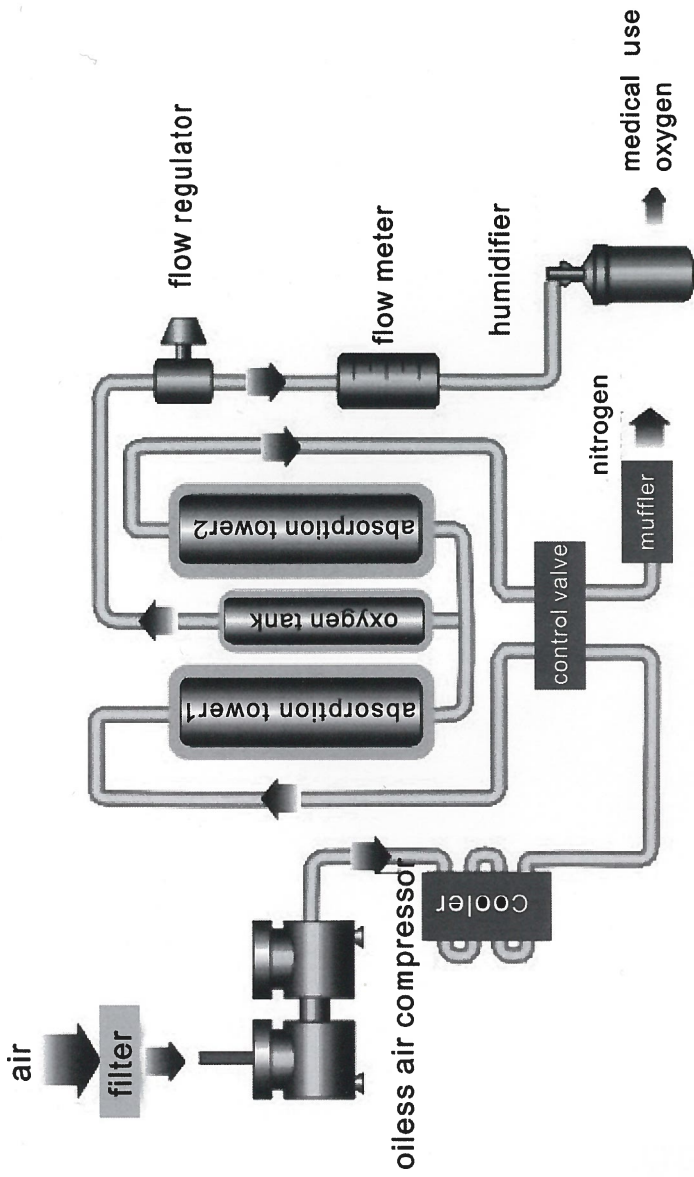 air
filter
oiless air compressor
Cooler
absorption tower1
oxygen tank
absorption tower2
control valve
muffler
nitrogen
flow regulator
flow meter
humidifier
medical use
oxygen